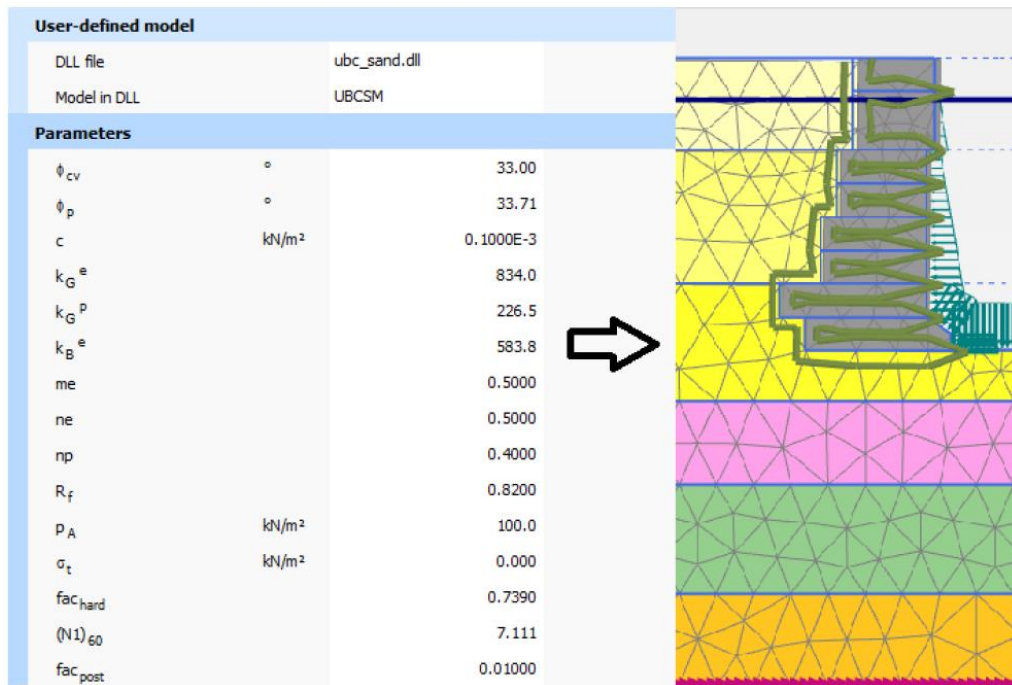 User-defined model
DLL file ubc_sand.dll
Model in DLL UBCSM
Parameters
ϕcv ° 33.00
ϕp ° 33.71
c kN/m² 0.1000E-3
kGe 834.0
kGp 226.5
kBe 583.8
me 0.5000
ne 0.5000
np 0.4000
Rf 0.8200
pA kN/m² 100.0
σt kN/m² 0.000
fachard 0.7390
(N1)60 7.111
facpost 0.01000